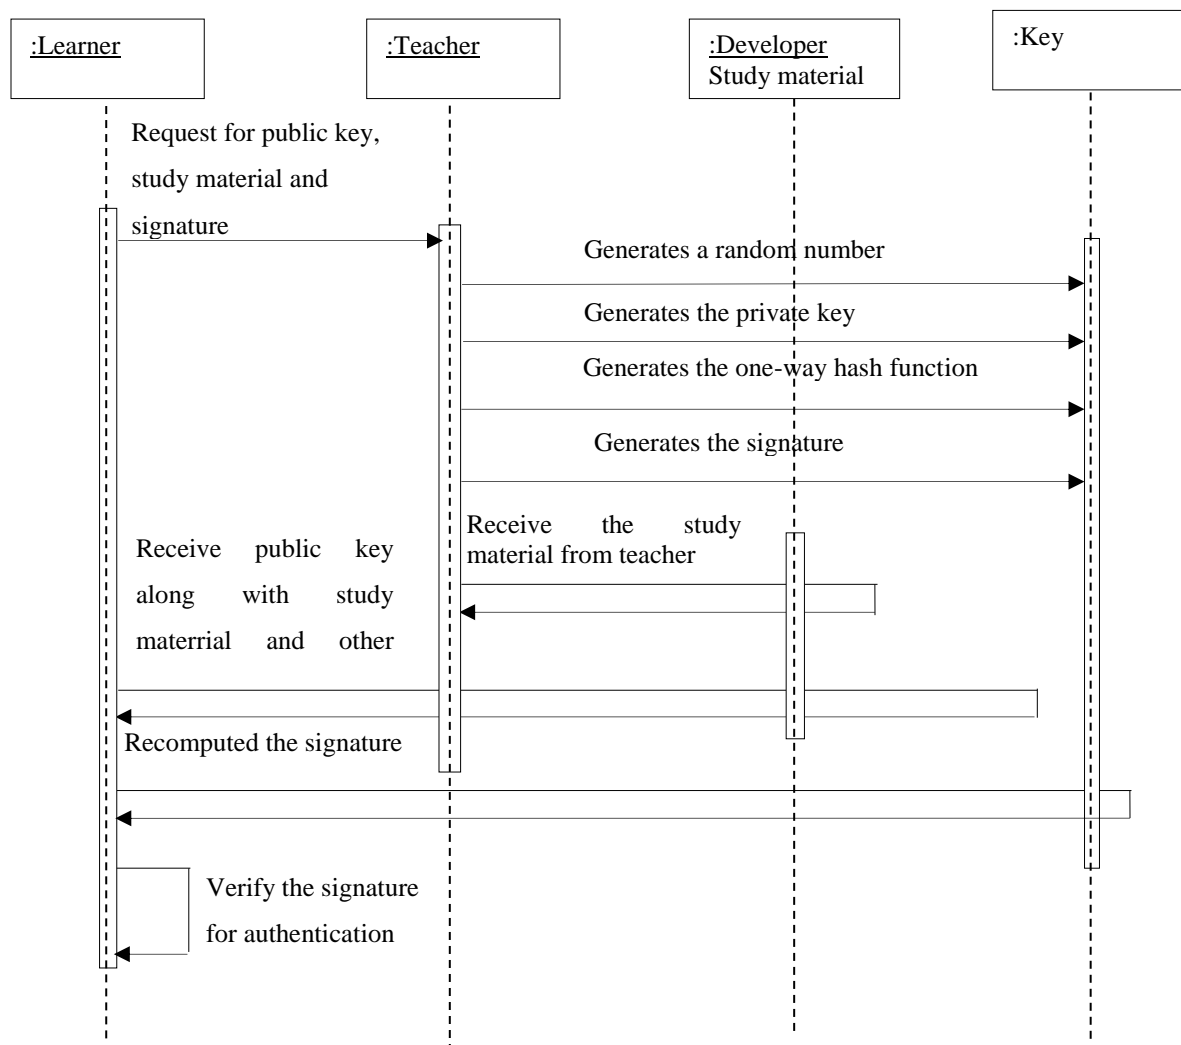 :Learner
:Teacher
:Developer
Study material
:Key
Request for public key,
study material and
signature
Generates a random number
Generates the private key
Generates the one-way hash function
Generates the signature
Receive the study
material from teacher
Receive public key
along with study
materrial and other
Recomputed the signature
Verify the signature
for authentication